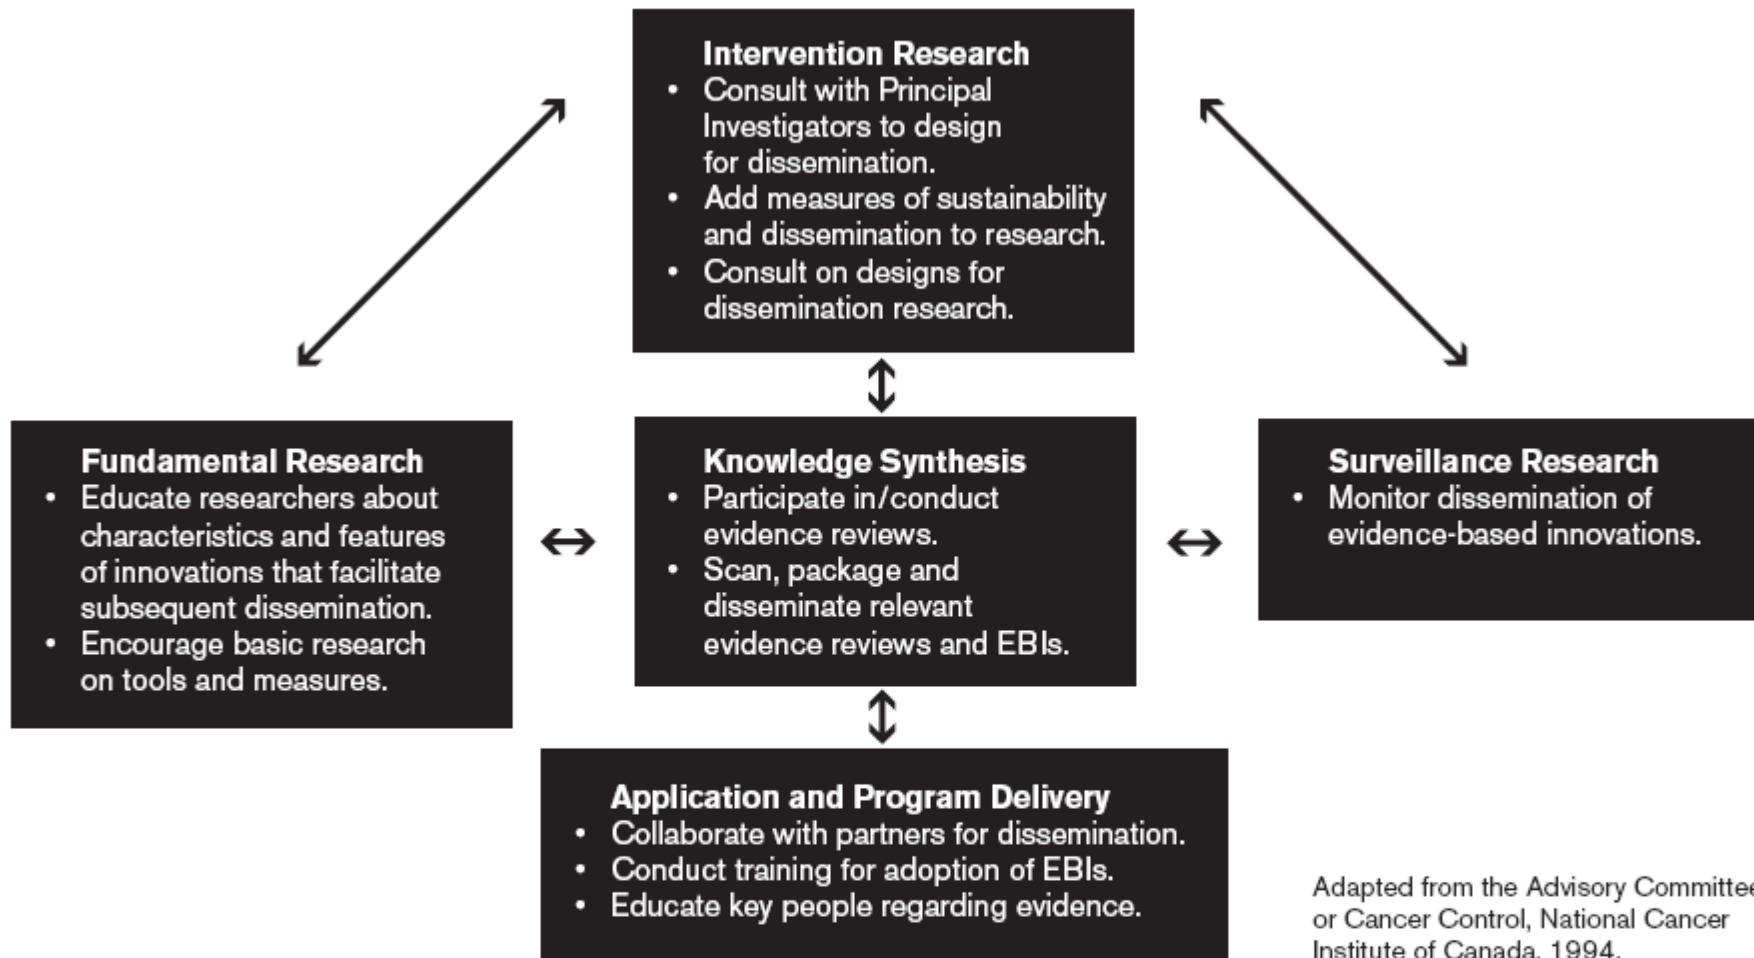 Intervention Research
• Consult with Principal
Investigators to design
for dissemination.
• Add measures of sustainability
and dissemination to research.
• Consult on designs for
dissemination research.
Fundamental Research
• Educate researchers about
characteristics and features
of innovations that facilitate
subsequent dissemination.
• Encourage basic research
on tools and measures.
Knowledge Synthesis
• Participate in/conduct
evidence reviews.
• Scan, package and
disseminate relevant
evidence reviews and EBIs.
Surveillance Research
• Monitor dissemination of
evidence-based innovations.
Application and Program Delivery
• Collaborate with partners for dissemination.
• Conduct training for adoption of EBIs.
• Educate key people regarding evidence.
Adapted from the Advisory Committee
or Cancer Control, National Cancer
Institute of Canada, 1994.